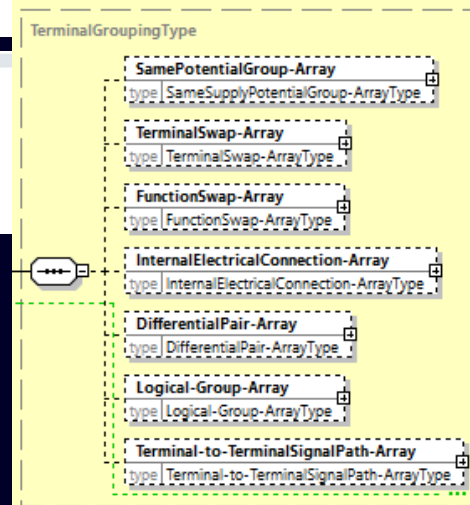 TerminalGroupingType
SamePotentialGroup-Array
type SameSupplyPotentialGroup-ArrayType
TerminalSwap-Array
type TerminalSwap-ArrayType
FunctionSwap-Array
type FunctionSwap-ArrayType
InternalElectricalConnection-Array
type InternalElectricalConnection-ArrayType
DifferentialPair-Array
type DifferentialPair-ArrayType
Logical-Group-Array
type Logical-Group-ArrayType
Terminal-to-TerminalSignalPath-Array
type Terminal-to-TerminalSignalPath-ArrayType